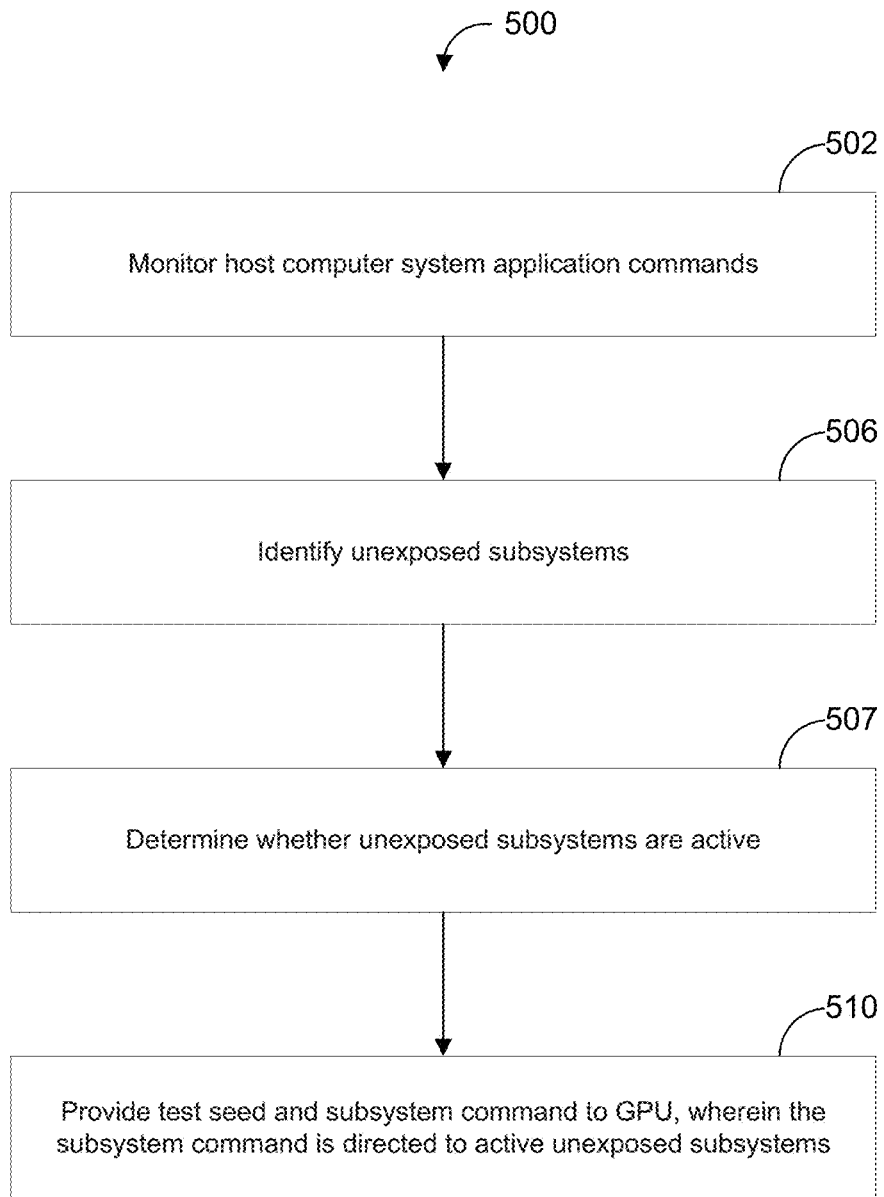 500
502
Monitor host computer system application commands
506
Identify unexposed subsystems
507
Determine whether unexposed subsystems are active
510
Provide test seed and subsystem command to GPU, wherein the
subsystem command is directed to active unexposed subsystems